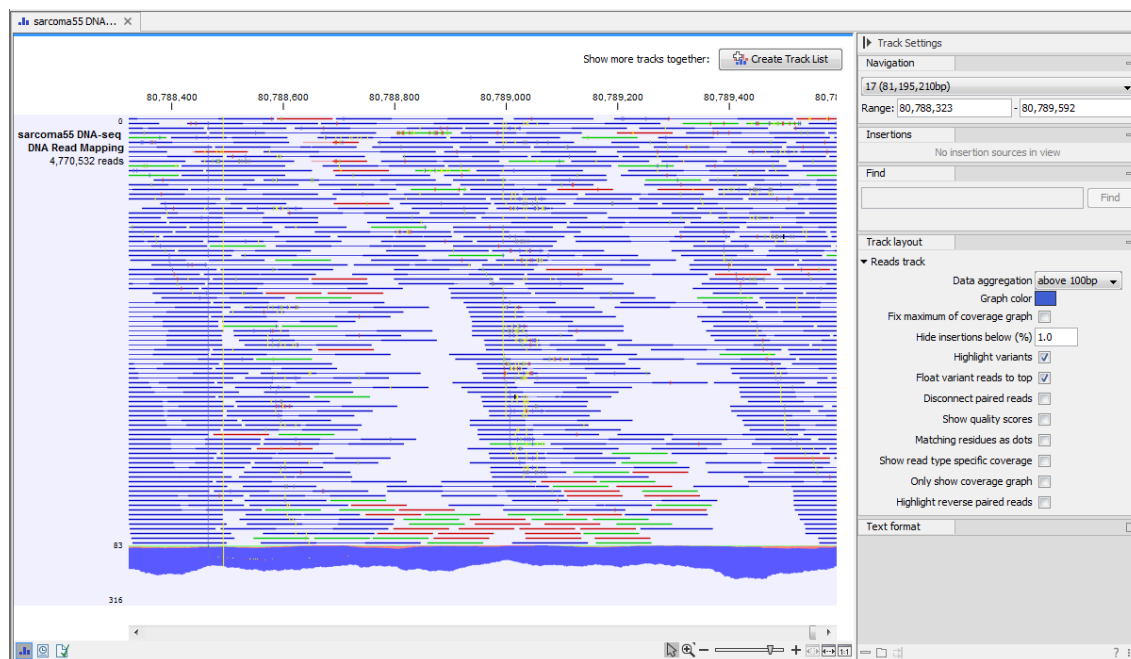 sarcoma55 DNA...
Show more tracks together: Create Track List
80,788,400 80,788,600 80,788,800 80,789,000 80,789,200 80,789,400 80,7
0
sarcoma55 DNA-seq
DNA Read Mapping
4,770,532 reads
83
316
Track Settings
Navigation
17 (81,195,210bp)
Range: 80,788,323 - 80,789,592
Insertions
No insertion sources in view
Find
Find
Track layout
Reads track
Data aggregation above 100bp
Graph color
Fix maximum of coverage graph
Hide insertions below (%) 1.0
Highlight variants
Float variant reads to top
Disconnect paired reads
Show quality scores
Matching residues as dots
Show read type specific coverage
Only show coverage graph
Highlight reverse paired reads
Text format
1:1
?